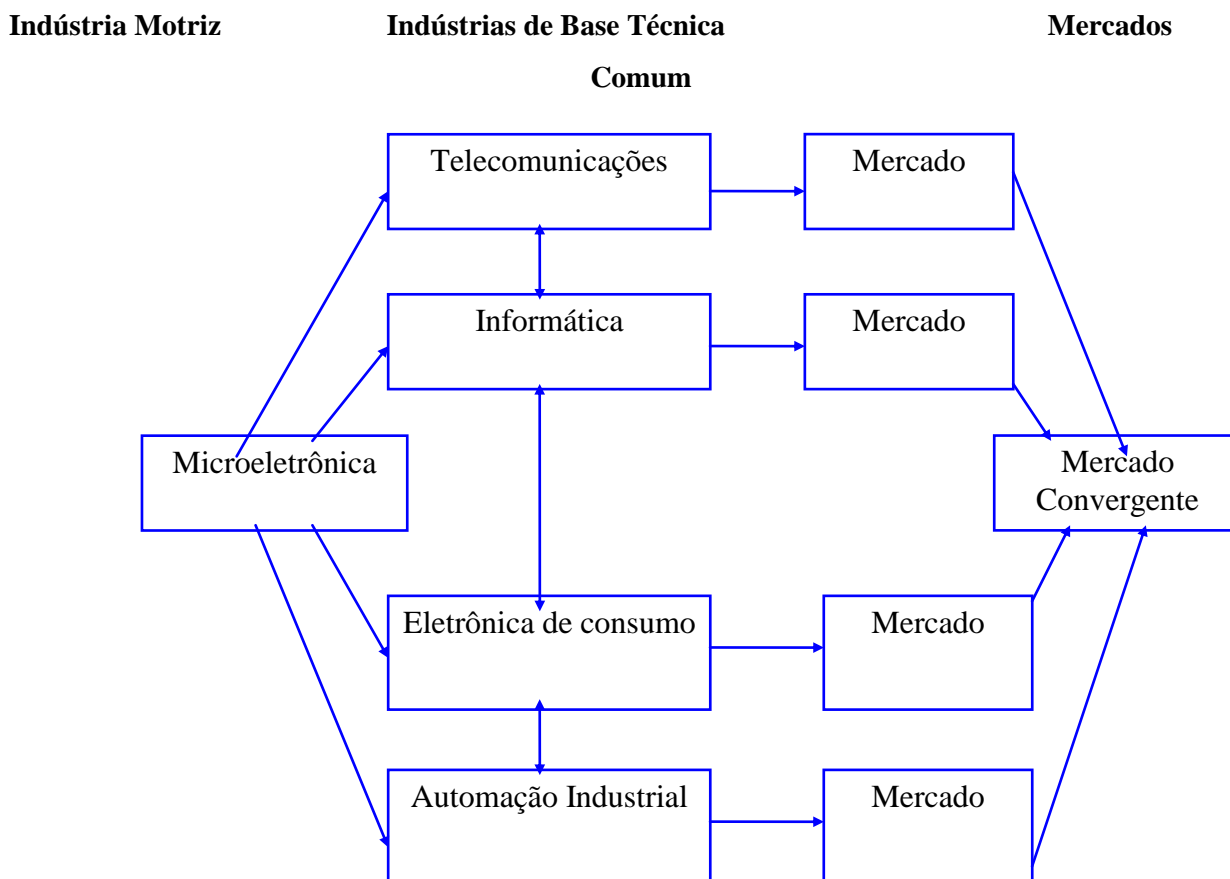 Indústria Motriz Indústrias de Base Técnica Mercados
Comum
Telecomunicações Mercado
Informática Mercado
Microeletrônica Mercado
Convergente
Eletrônica de consumo Mercado
Automação Industrial Mercado